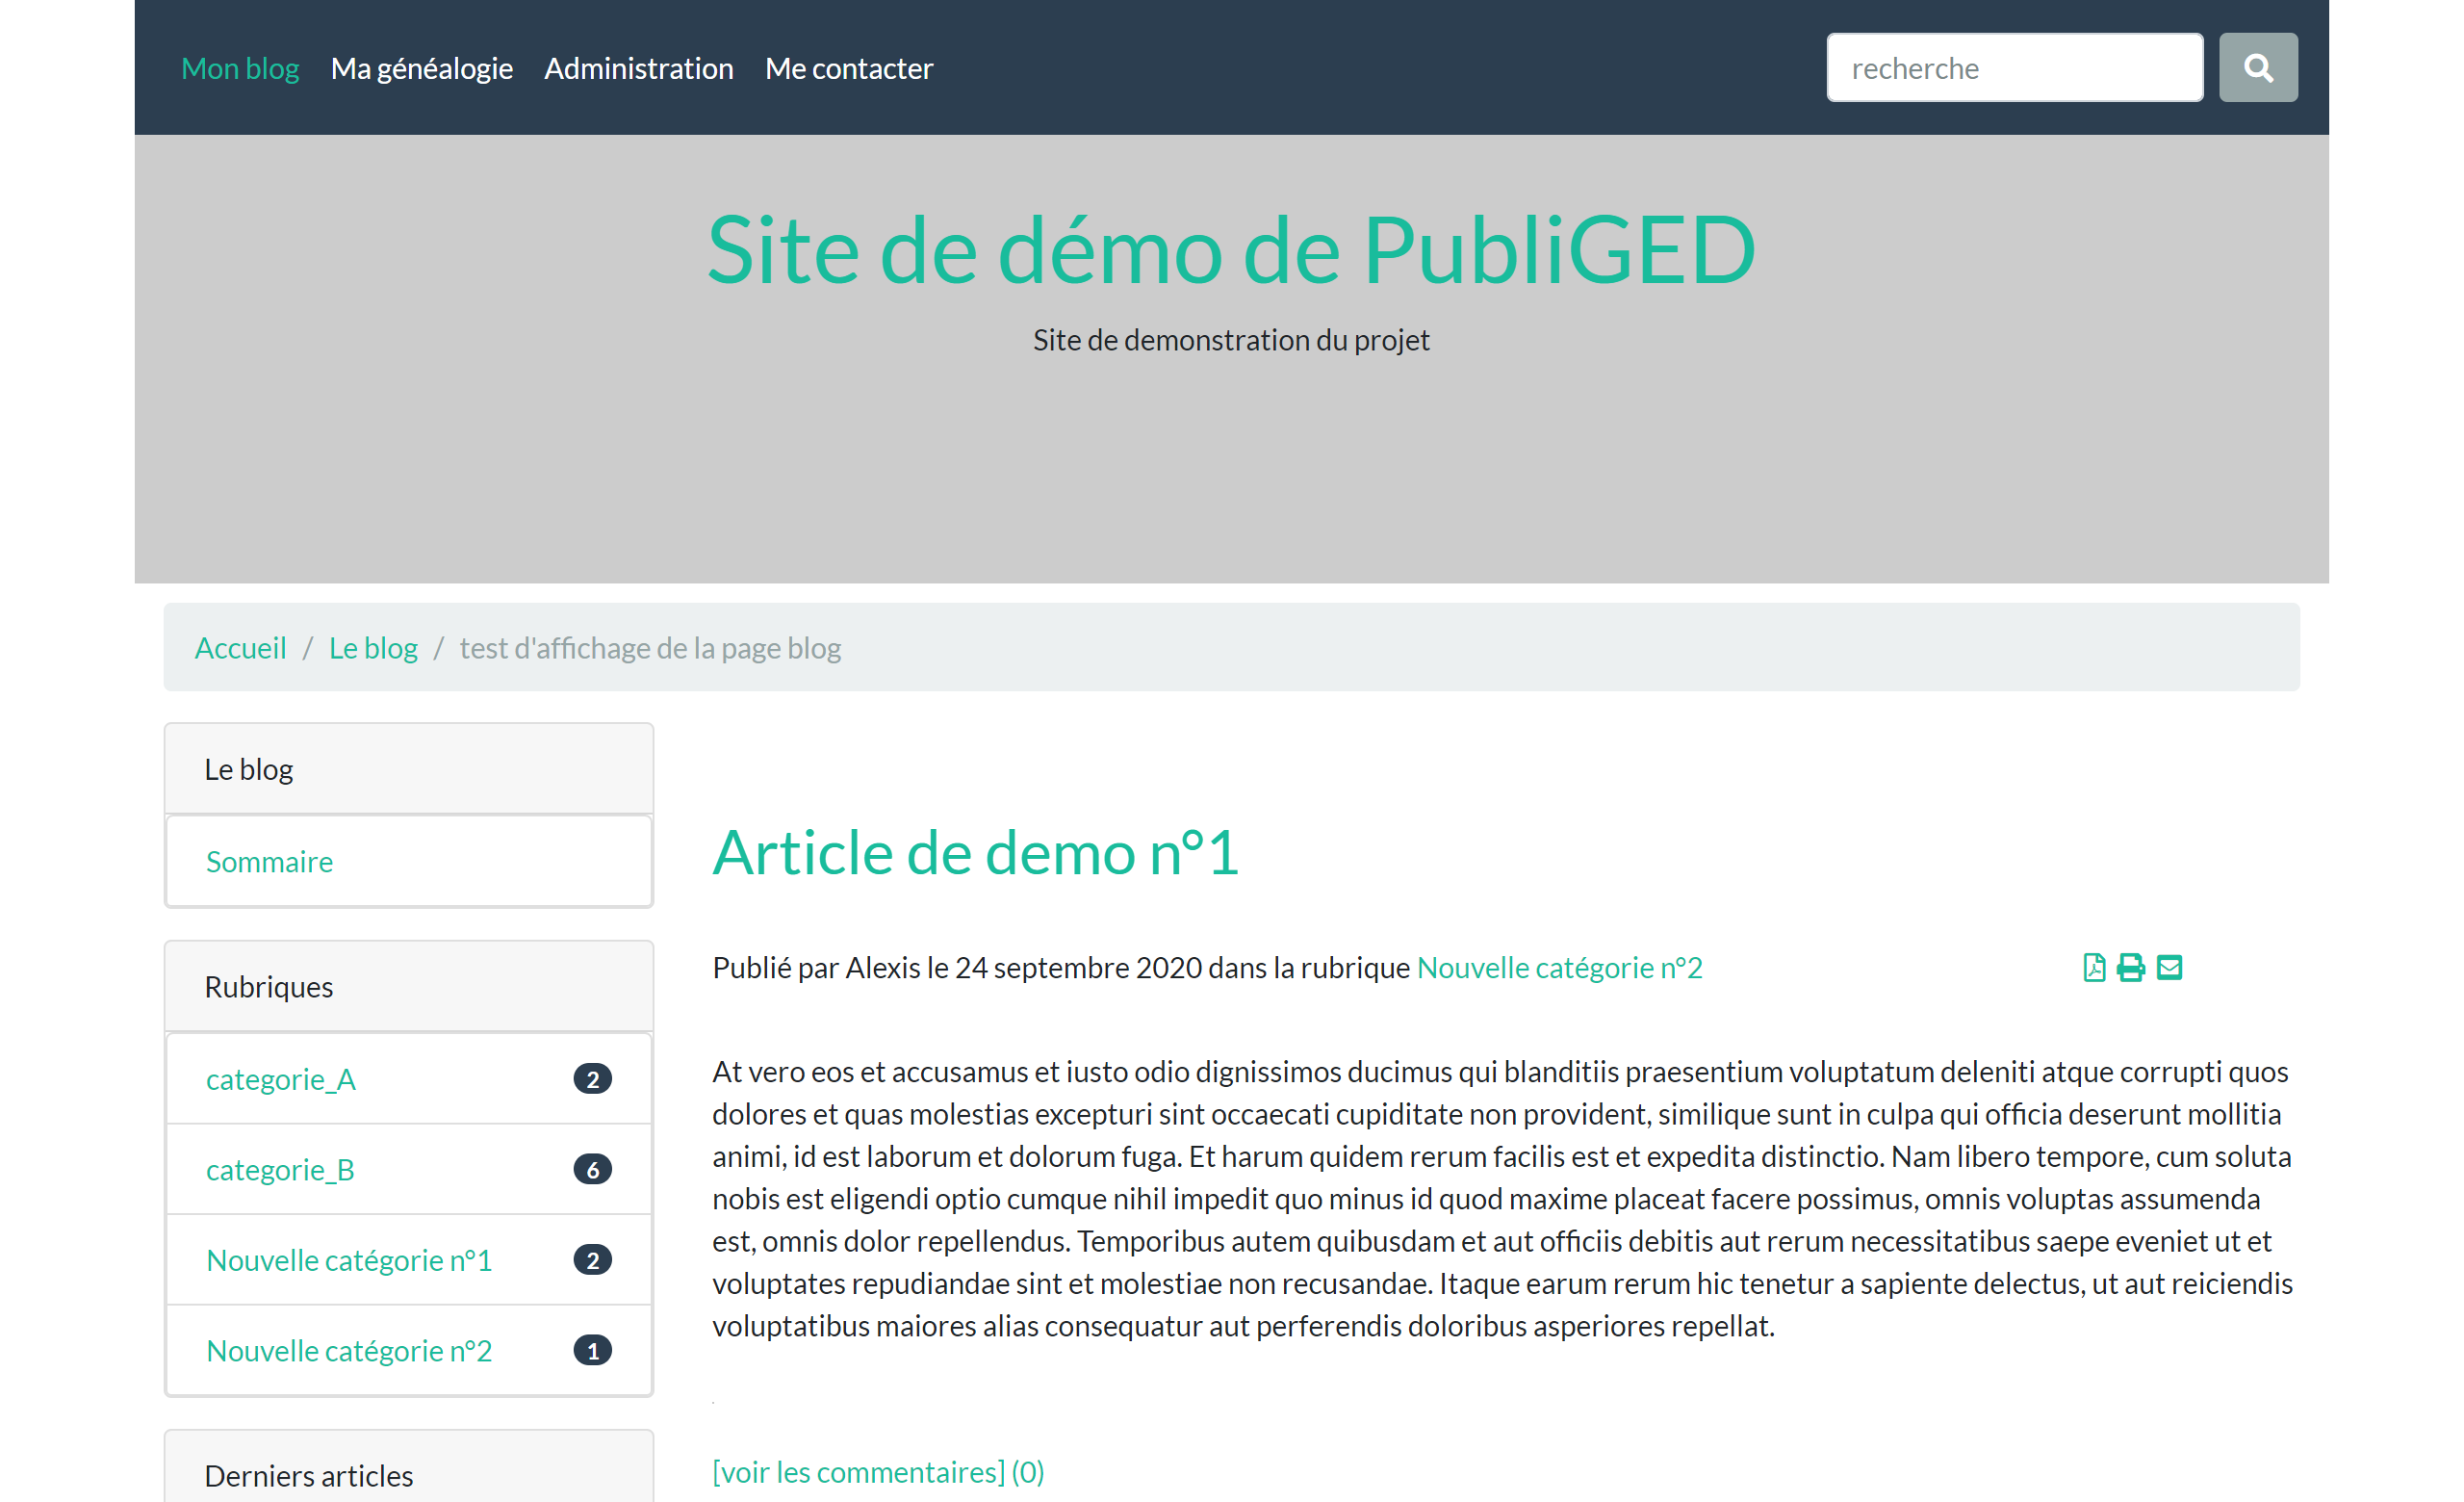 Mon blog Ma généalogie Administration Me contacter recherche
Site de démo de PubliGED
Site de demonstration du projet
Accueil / Le blog / test d'affichage de la page blog
Le blog
Sommaire
Rubriques
categorie_A 2
categorie_B 6
Nouvelle catégorie n°1 2
Nouvelle catégorie n°2 1
Derniers articles
Article de demo n°1
Publié par Alexis le 24 septembre 2020 dans la rubrique Nouvelle catégorie n°2
At vero eos et accusamus et iusto odio dignissimos ducimus qui blanditiis praesentium voluptatum deleniti atque corrupti quos
dolores et quas molestias excepturi sint occaecati cupiditate non provident, similique sunt in culpa qui officia deserunt mollitia
animi, id est laborum et dolorum fuga. Et harum quidem rerum facilis est et expedita distinctio. Nam libero tempore, cum soluta
nobis est eligendi optio cumque nihil impedit quo minus id quod maxime placeat facere possimus, omnis voluptas assumenda
est, omnis dolor repellendus. Temporibus autem quibusdam et aut officiis debitis aut rerum necessitatibus saepe eveniet ut et
voluptates repudiandae sint et molestiae non recusandae. Itaque earum rerum hic tenetur a sapiente delectus, ut aut reiciendis
voluptatibus maiores alias consequatur aut perferendis doloribus asperiores repellat.
[voir les commentaires] (0)